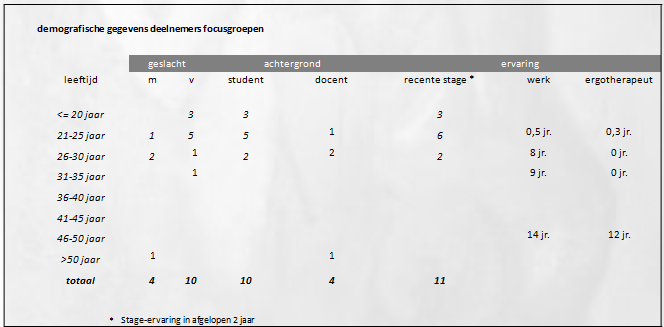 demografische gegevens deelnemers focusgroepen
geslacht achtergrond ervaring
leeftijd m v student docent recente stage * werk ergotherapeut
<= 20 jaar 3 3 3
21-25 jaar 1 5 5 1 6 0,5 jr. 0,3 jr.
26-30 jaar 2 1 2 2 2 8 jr. 0 jr.
31-35 jaar 1 9 jr. 0 jr.
36-40 jaar
41-45 jaar
46-50 jaar 14 jr. 12 jr.
>50 jaar 1 1
totaal 4 10 10 4 11
* Stage-ervaring in afgelopen 2 jaar